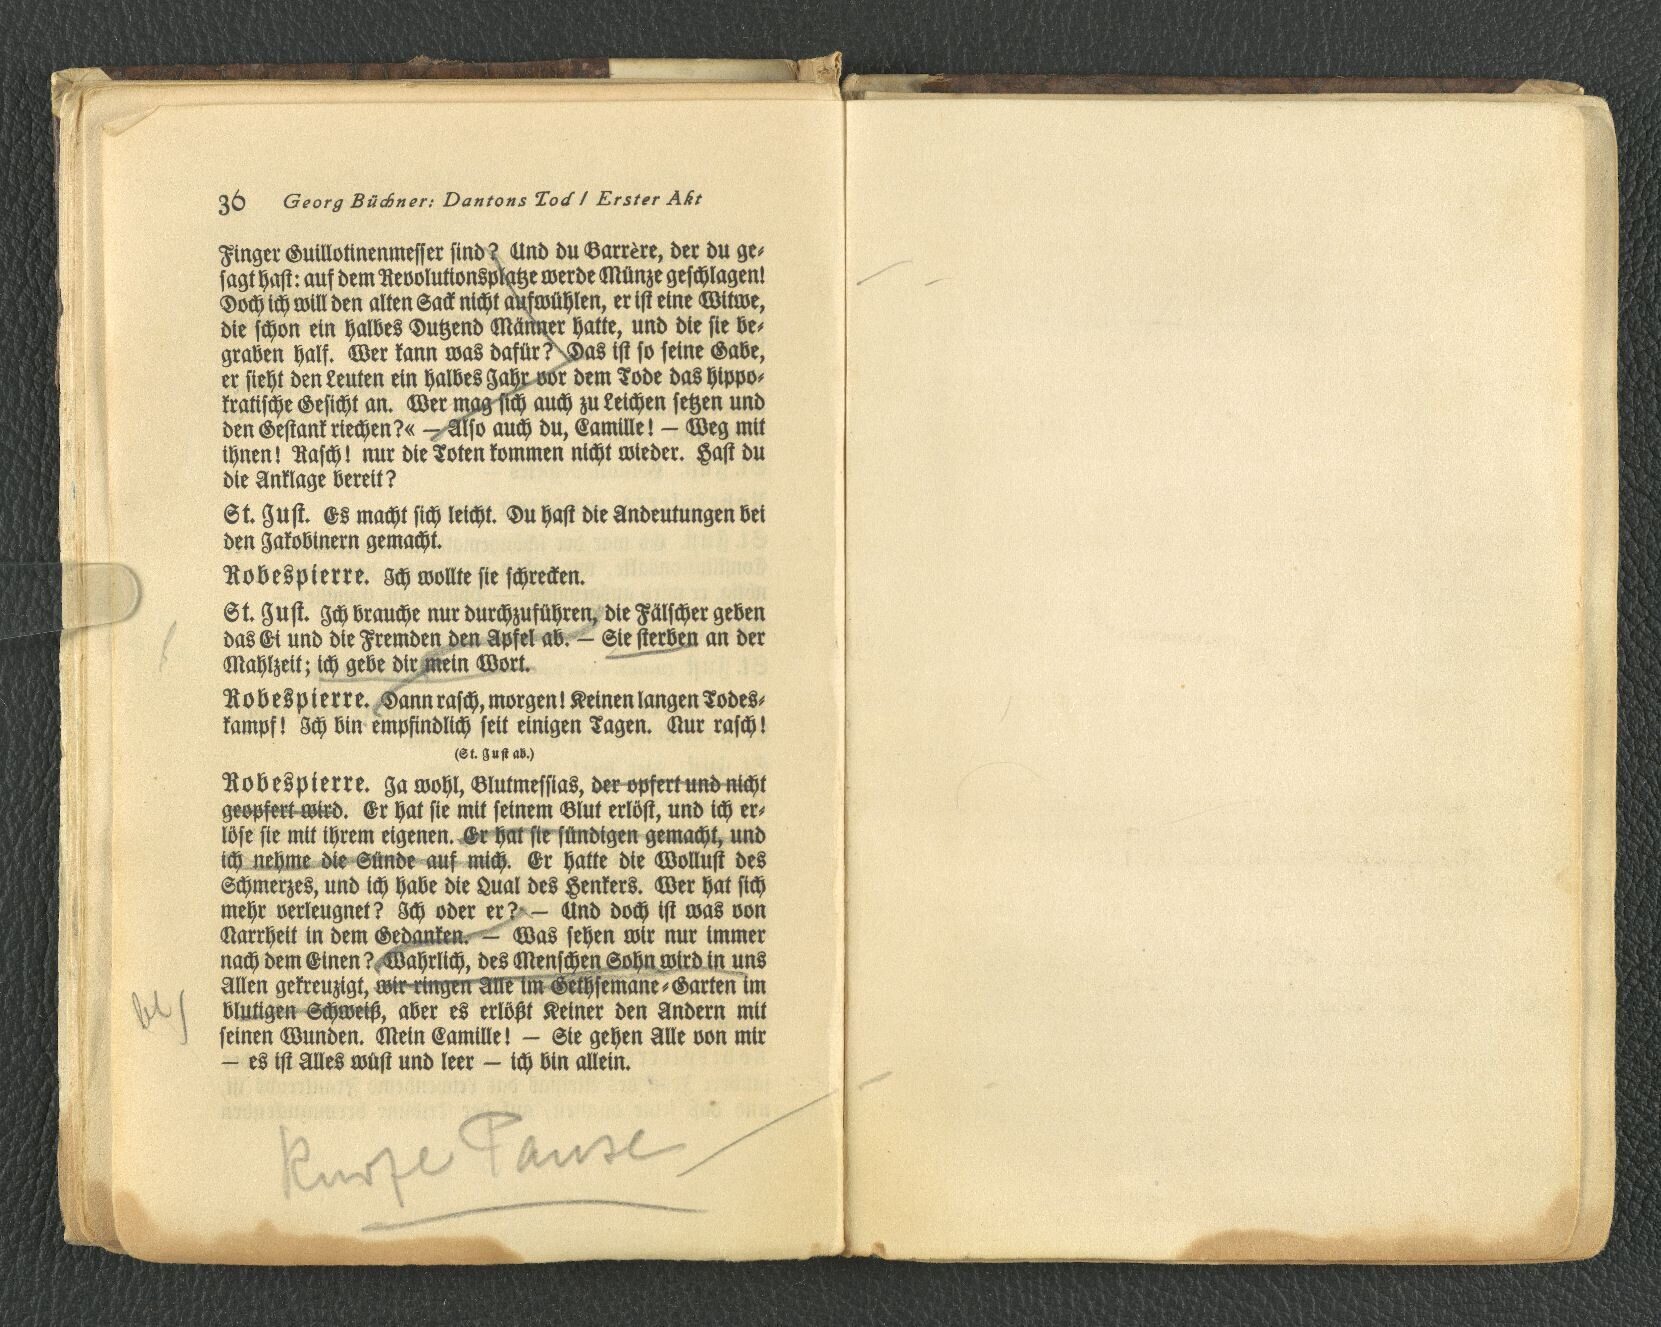 36 Georg Büchner: Dantons Tod / Erster Akt
Finger Guillotinenmesser sind? Und du Barrère, der du ge-
sagt hast: auf dem Revolutionsplatze werde Münze geschlagen!
Doch ich will den alten Sack nicht aufwühlen, er ist eine Witwe,
die schon ein halbes Dutzend Männer hatte, und die sie be-
graben half. Wer kann was dafür? Das ist so seine Gabe,
er sieht den Leuten ein halbes Jahr vor dem Tode das hippo-
kratische Gesicht an. Wer mag sich auch zu Leichen setzen und
den Gestank riechen?« — Also auch du, Camille! — Weg mit
ihnen! Rasch! nur die Toten kommen nicht wieder. Hast du
die Anklage bereit?
St. Just. Es macht sich leicht. Du hast die Andeutungen bei
den Jakobinern gemacht.
Robespierre. Ich wollte sie schrecken.
St. Just. Ich brauche nur durchzuführen, die Fälscher geben
das Ei und die Fremden den Apfel ab. — Sie sterben an der
Mahlzeit; ich gebe dir mein Wort.
Robespierre. Dann rasch, morgen! Keinen langen Todes-
kampf! Ich bin empfindlich seit einigen Tagen. Nur rasch!
(St. Just ab.)
Robespierre. Ja wohl, Blutmessias, der opfert und nicht
geopfert wird. Er hat sie mit seinem Blut erlöst, und ich er-
löse sie mit ihrem eigenen. Er hat sie sündigen gemacht, und
ich nehme die Sünde auf mich. Er hatte die Wollust des
Schmerzes, und ich habe die Qual des Henkers. Wer hat sich
mehr verleugnet? Ich oder er? — Und doch ist was von
Narrheit in dem Gedanken. — Was sehen wir nur immer
nach dem Einen? Wahrlich, des Menschen Sohn wird in uns
Allen gekreuzigt, wir ringen Alle im Gethsemane-Garten im
blutigen Schweiß, aber es erlößt Keiner den Andern mit
seinen Wunden. Mein Camille! — Sie gehen Alle von mir
— es ist Alles wüst und leer — ich bin allein.
Kurze Pause